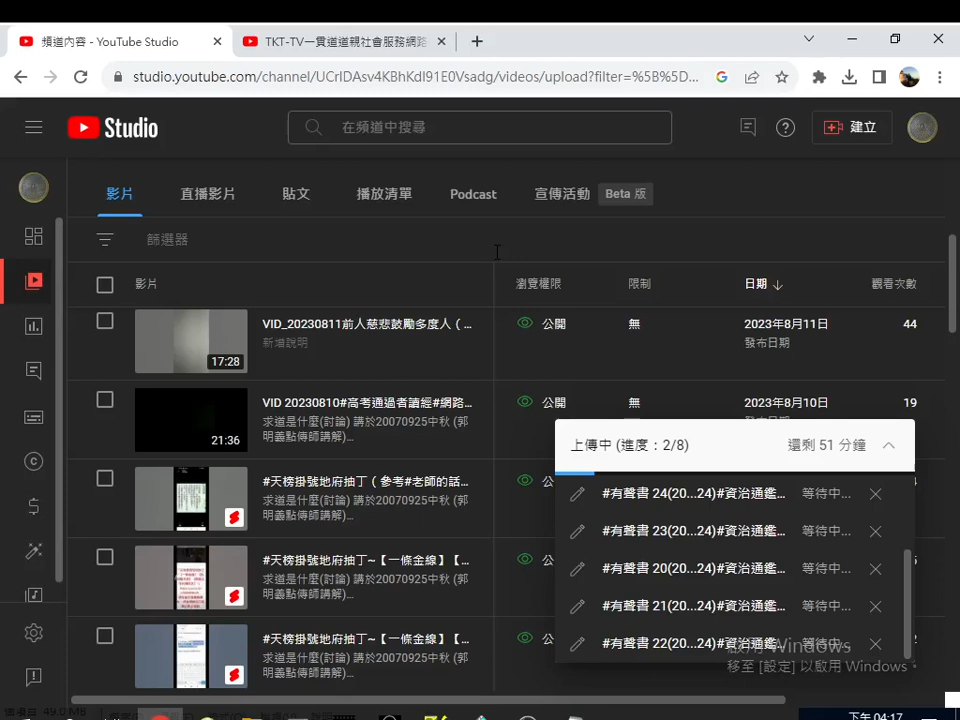 頻道內容 - YouTube Studio
TKT-TV一貫道道親社會服務網路
studio.youtube.com/channel/UCrIDAsv4KBhKdI91E0Vsadg/videos/upload?filter=%5B%5D...
Studio
在頻道中搜尋
建立
影片 直播影片 貼文 播放清單 Podcast 宣傳活動 Beta 版
篩選器
影片 瀏覽權限 限制 日期 觀看次數
VID_20230811前人慈悲鼓勵多度人（... 公開 無 2023年8月11日 44
新增說明 發布日期
17:28
VID 20230810#高考通過者讀經#網路... 公開 無 2023年8月10日 19
求道是什麼(討論) 講於20070925中秋 (郭
明義點傳師講解)...
21:36
#天榜掛號地府抽丁（參考#老師的話... 公
求道是什麼(討論) 講於20070925中秋 (郭
明義點傳師講解)...
#天榜掛號地府抽丁~【一條金線】【... 公
求道是什麼(討論) 講於20070925中秋 (郭
明義點傳師講解)...
#天榜掛號地府抽丁~【一條金線】【... 公
求道是什麼(討論) 講於20070925中秋 (郭
明義點傳師講解)...
上傳中 (進度：2/8) 還剩 51 分鐘
#有聲書 24(20...24)#資治通鑑... 等待中...
#有聲書 23(20...24)#資治通鑑... 等待中...
#有聲書 20(20...24)#資治通鑑... 等待中...
#有聲書 21(20...24)#資治通鑑... 等待中...
#有聲書 22(20...24)#資治通鑑... 等待中...
啟用 Windows
移至 [設定] 以啟用 Windows。
下午 04:17